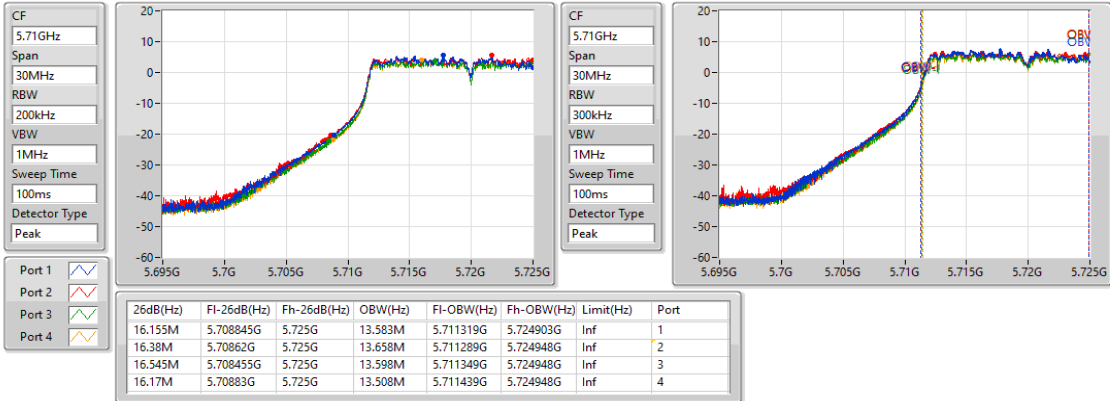 CF
5.71GHz
Span
30MHz
RBW
200kHz
VBW
1MHz
Sweep Time
100ms
Detector Type
Peak
Port 1
Port 2
Port 3
Port 4
20
10
0
-10
-20
-30
-40
-50
-60
5.695G 5.7G 5.705G 5.71G 5.715G 5.72G 5.725G
CF
5.71GHz
Span
30MHz
RBW
300kHz
VBW
1MHz
Sweep Time
100ms
Detector Type
Peak
20
10
0
-10
-20
-30
-40
-50
-60
OBW
OBW
5.695G 5.7G 5.705G 5.71G 5.715G 5.72G 5.725G
26dB(Hz) Fl-26dB(Hz) Fh-26dB(Hz) OBW(Hz) Fl-OBW(Hz) Fh-OBW(Hz) Limit(Hz) Port
16.155M 5.708845G 5.725G 13.583M 5.711319G 5.724903G Inf 1
16.38M 5.70862G 5.725G 13.658M 5.711289G 5.724948G Inf 2
16.545M 5.708455G 5.725G 13.598M 5.711349G 5.724948G Inf 3
16.17M 5.70883G 5.725G 13.508M 5.711439G 5.724948G Inf 4